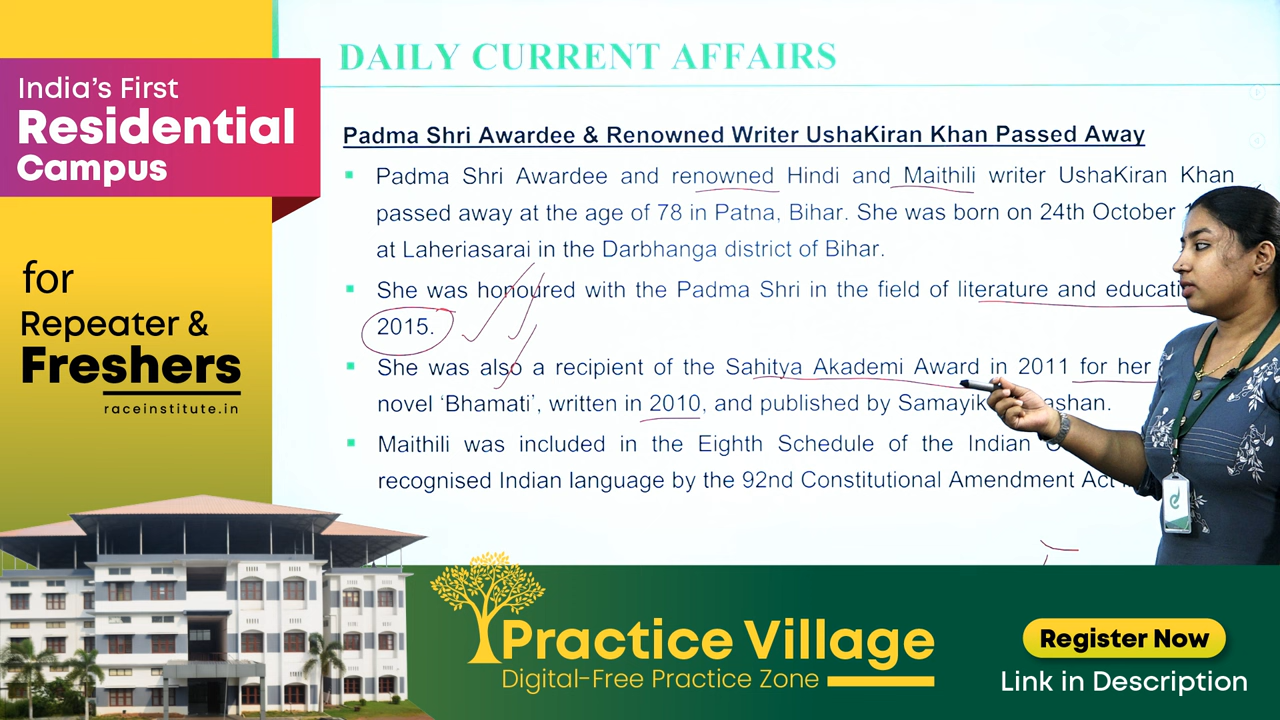 India's First
Residential
Campus
for
Repeater &
Freshers
raceinstitute.in
DAILY CURRENT AFFAIRS
Padma Shri Awardee & Renowned Writer UshaKiran Khan Passed Away
Padma Shri Awardee and renowned Hindi and Maithili writer UshaKiran Khan
passed away at the age of 78 in Patna, Bihar. She was born on 24th October
at Laheriasarai in the Darbhanga district of Bihar.
She was honoured with the Padma Shri in the field of literature and
2015.
She was also a recipient of the Sahitya Akademi Award in 2011 for her
novel 'Bhamati', written in 2010, and published by
Maithili was included in the Eighth Schedule of the Indian
recognised Indian language by the 92nd Constitutional Amendment Act
Practice Village
Digital-Free Practice Zone
Register Now
Link in Description